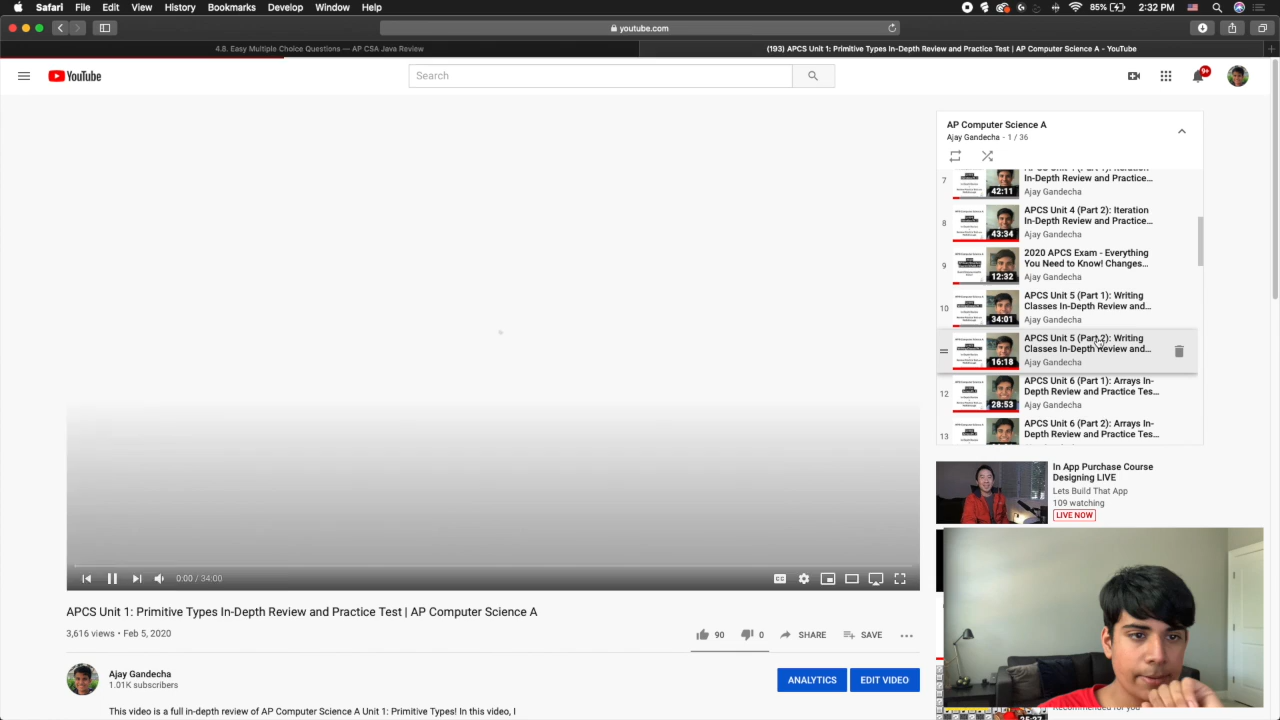 Safari File Edit View History Bookmarks Develop Window Help
85% 2:32 PM
youtube.com
4.8. Easy Multiple Choice Questions — AP CSA Java Review
(193) APCS Unit 1: Primitive Types In-Depth Review and Practice Test | AP Computer Science A - YouTube
YouTube
Search
9+
AP Computer Science A
Ajay Gandecha - 1 / 36
7
In-Depth Review and Practice...
Ajay Gandecha
42:11
8
APCS Unit 4 (Part 2): Iteration
In-Depth Review and Practice...
Ajay Gandecha
43:34
9
2020 APCS Exam - Everything
You Need to Know! Changes...
Ajay Gandecha
12:32
10
APCS Unit 5 (Part 1): Writing
Classes In-Depth Review and...
Ajay Gandecha
34:01
APCS Unit 5 (Part 2): Writing
Classes In-Depth Review and...
Ajay Gandecha
16:18
12
APCS Unit 6 (Part 1): Arrays In-
Depth Review and Practice Tes...
Ajay Gandecha
28:53
13
APCS Unit 6 (Part 2): Arrays In-
Depth Review and Practice Tes...
In App Purchase Course
Designing LIVE
Lets Build That App
109 watching
LIVE NOW
0:00 / 34:00
APCS Unit 1: Primitive Types In-Depth Review and Practice Test | AP Computer Science A
3,616 views • Feb 5, 2020
90
0
SHARE
SAVE
Ajay Gandecha
1.01K subscribers
ANALYTICS
EDIT VIDEO
This video is a full in-depth review of AP Computer Science A Unit 1: Primitive Types! In this video, I
Recommended for you
25:27